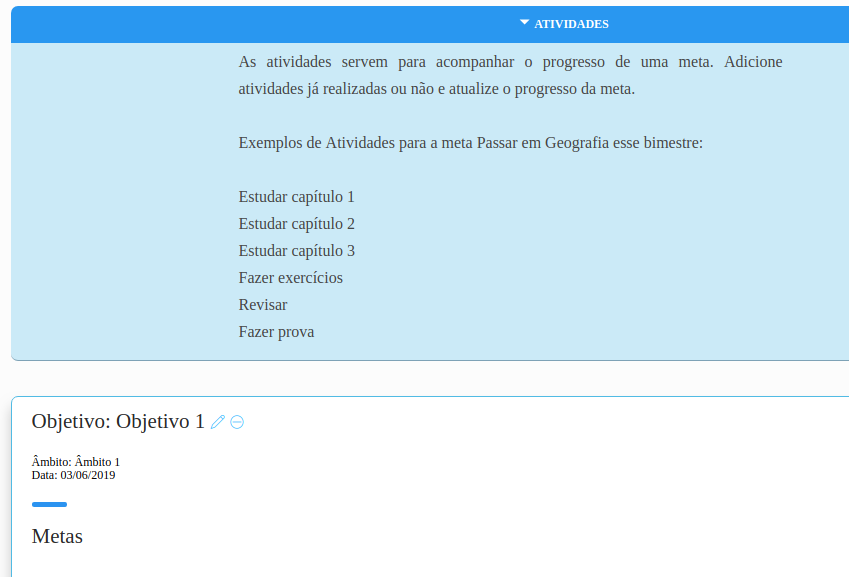 ATIVIDADES
As atividades servem para acompanhar o progresso de uma meta. Adicione
atividades já realizadas ou não e atualize o progresso da meta.
Exemplos de Atividades para a meta Passar em Geografia esse bimestre:
Estudar capítulo 1
Estudar capítulo 2
Estudar capítulo 3
Fazer exercícios
Revisar
Fazer prova
Objetivo: Objetivo 1
Âmbito: Âmbito 1
Data: 03/06/2019
Metas